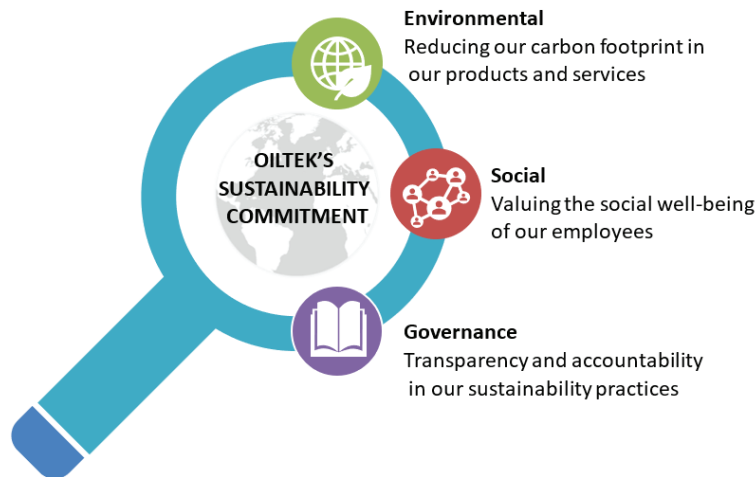 Environmental
Reducing our carbon footprint in
our products and services
OILTEK'S
SUSTAINABILITY
COMMITMENT
Social
Valuing the social well-being
of our employees
Governance
Transparency and accountability
in our sustainability practices